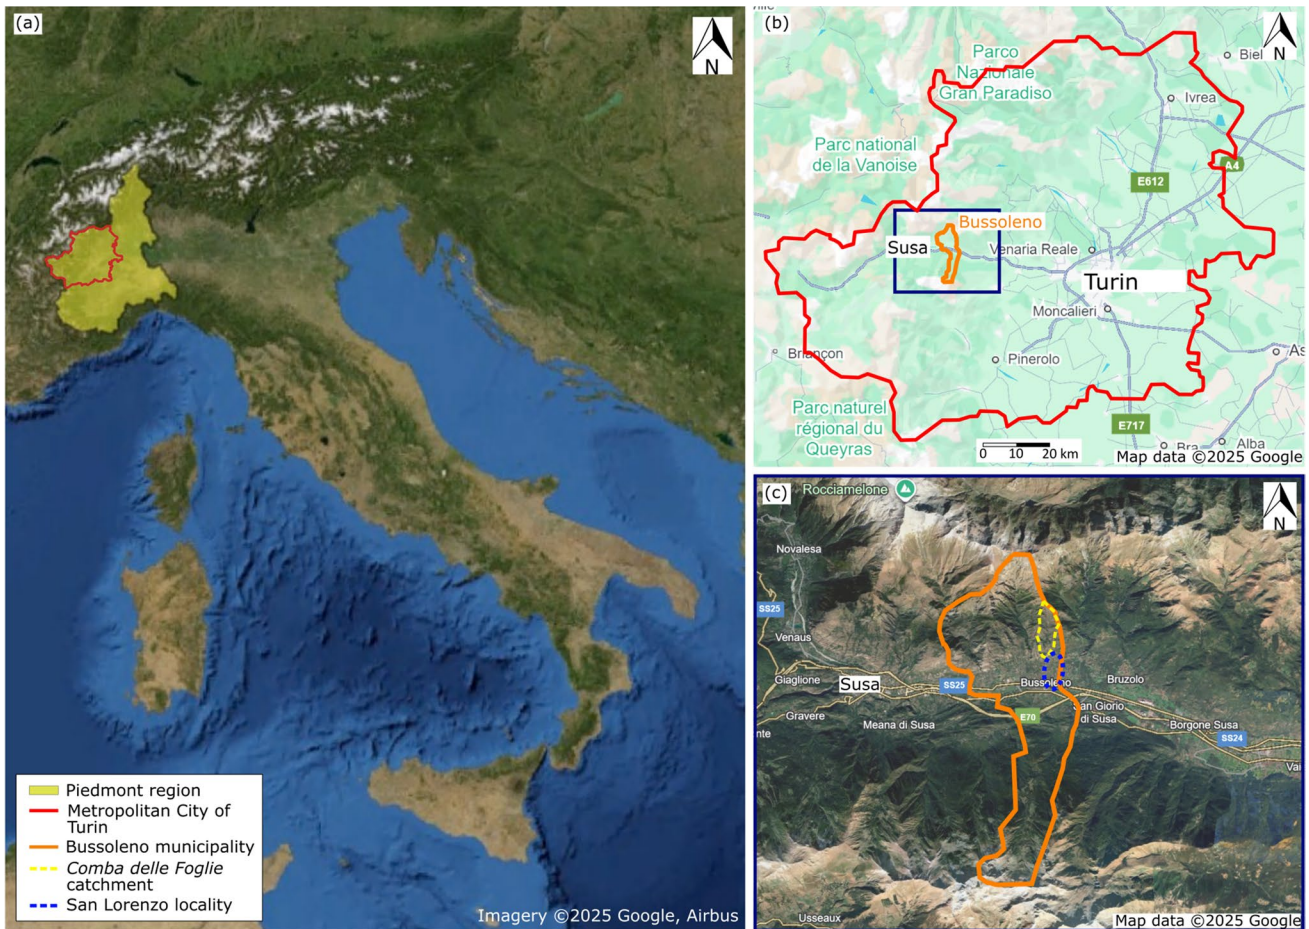 (a)
N
Piedmont region
Metropolitan City of
Turin
Bussoleno municipality
Comba delle Foglie
catchment
San Lorenzo locality
Imagery ©2025 Google, Airbus
(b)
N
Parco
Nazionale
Gran Paradiso
Biel
Ivrea
Parc national
de la Vanoise
A4
E612
Bussoleno
Susa
Venaria Reale
Turin
Moncalieri
Briançon
Pinerolo
As
Parc naturel
régional du
Queyras
E717
Bra
Alba
0 10 20 km
Map data ©2025 Google
(c)
Rocciamelone
N
Novalesa
SS25
Venaus
Giaglione
Susa
SS25
Bussoleno
Bruzolo
Gravere
Meana di Susa
E70
San Giorio
di Susa
Borgone Susa
SS24
nte
Vai
Usseaux
Map data ©2025 Google